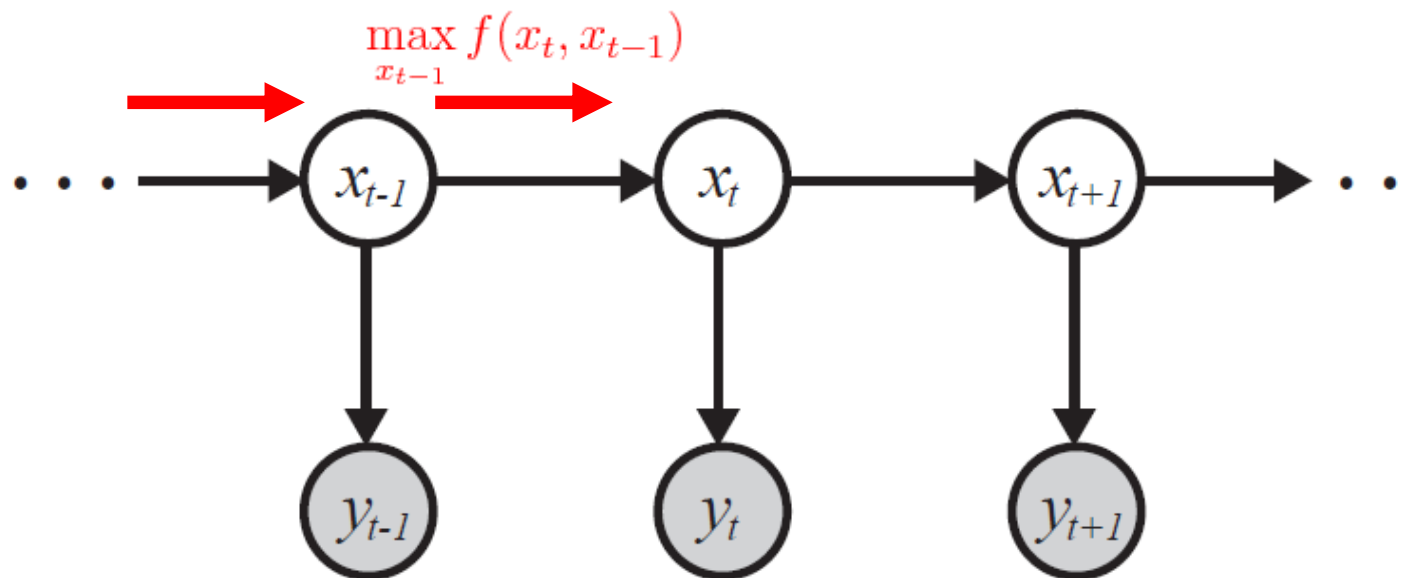 max f(x_t, x_{t-1})
x_{t-1}
. . . x_{t-1} x_t x_{t+1} . .
y_{t-1} y_t y_{t+1}